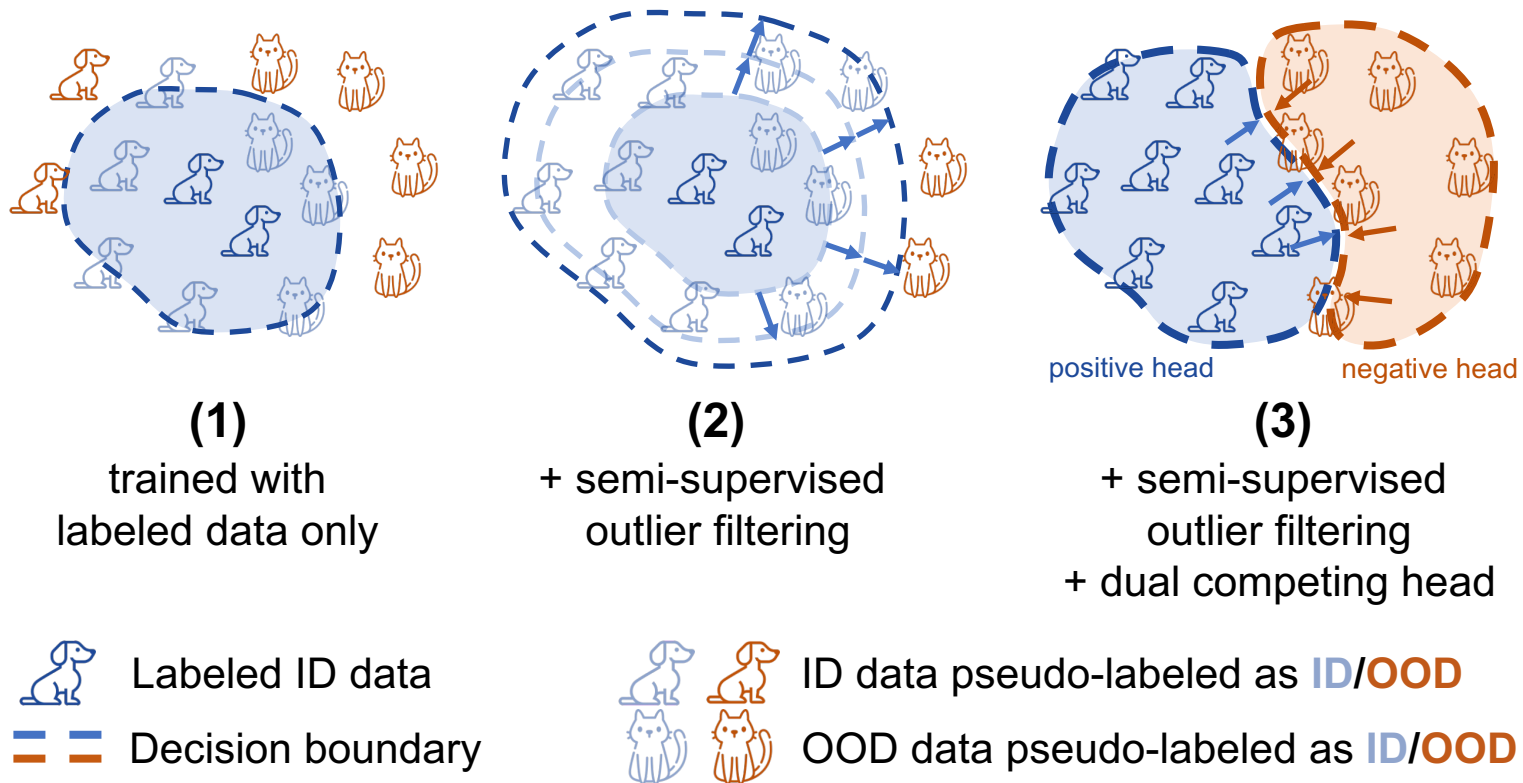 positive head
negative head
(1)
trained with
labeled data only
(2)
+ semi-supervised
outlier filtering
(3)
+ semi-supervised
outlier filtering
+ dual competing head
Labeled ID data
ID data pseudo-labeled as ID/OOD
Decision boundary
OOD data pseudo-labeled as ID/OOD